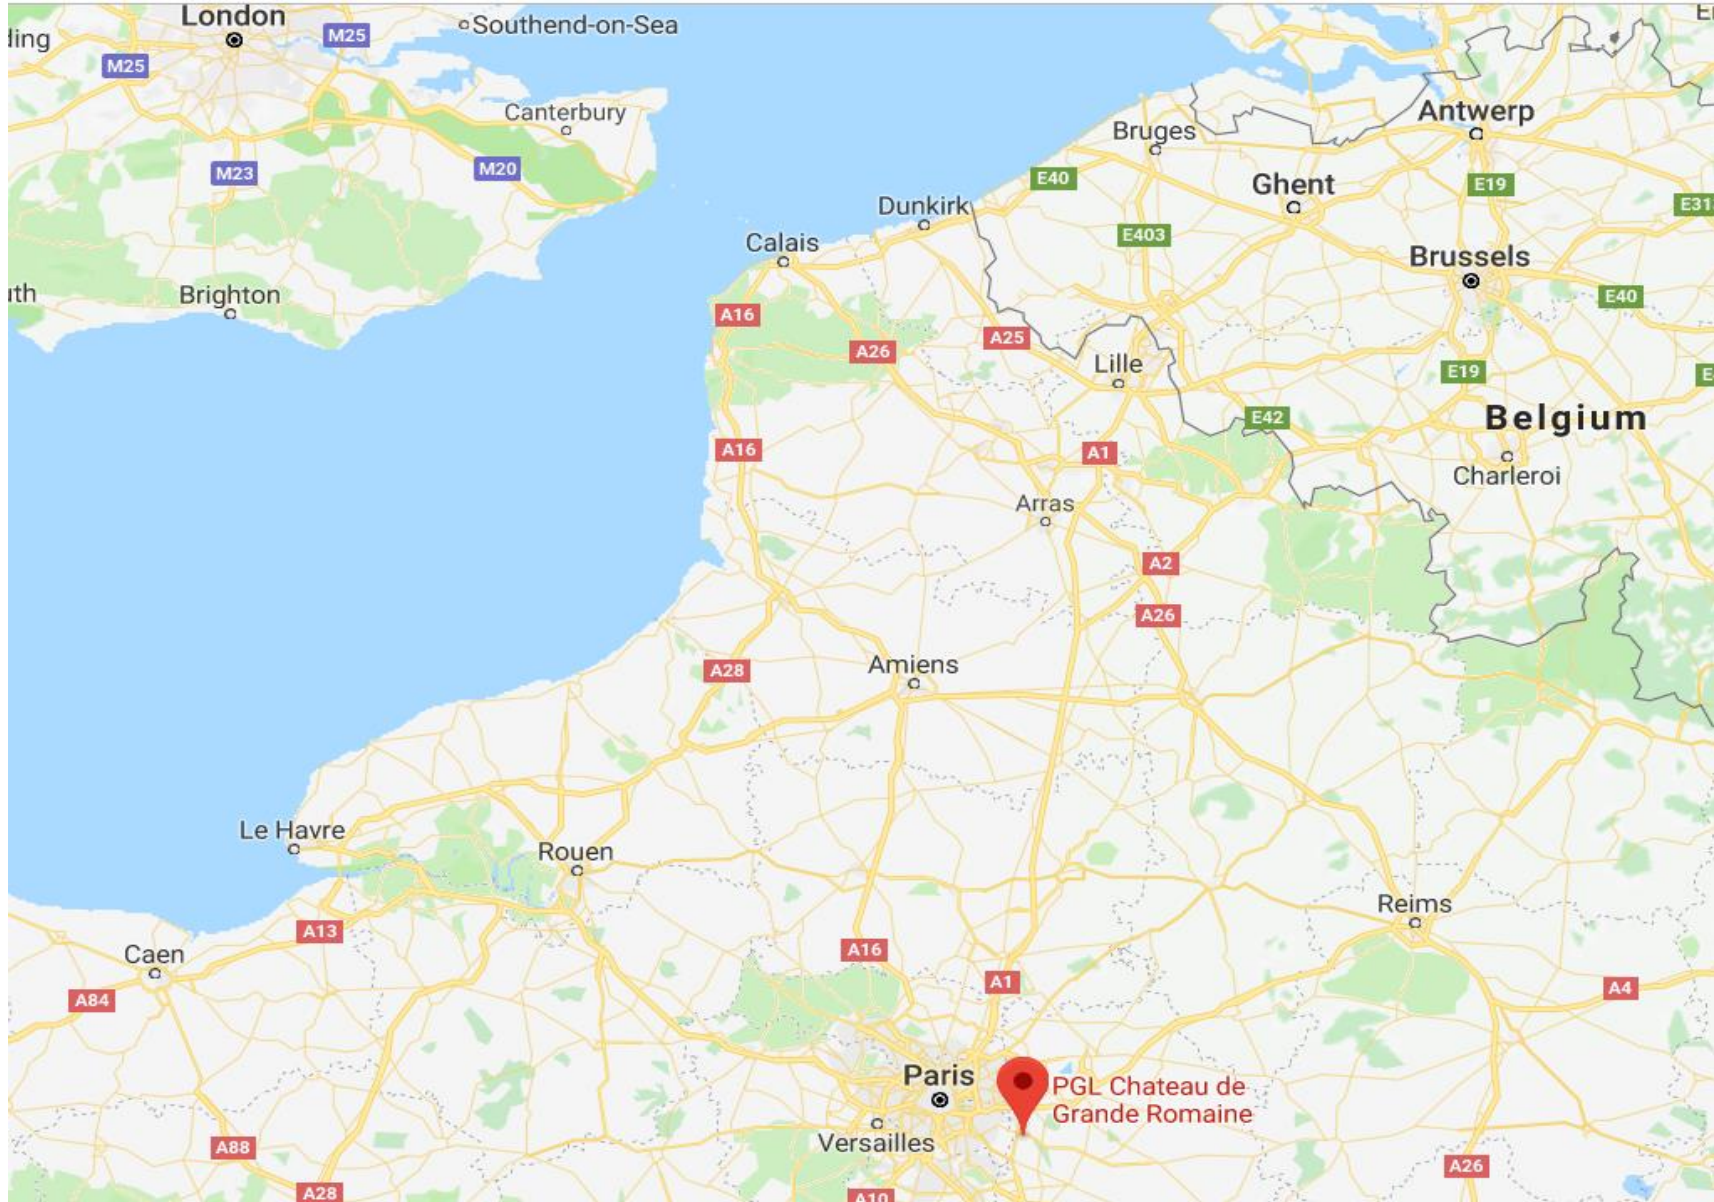 London
Southend-on-Sea
ding
M25
M25
Canterbury
Antwerp
Bruges
M23
M20
E40
Ghent
E19
Dunkirk
E403
Calais
Brussels
uth
Brighton
E40
A16
A26
A25
Lille
E19
E42
Belgium
A16
A1
Charleroi
Arras
A2
A26
Amiens
A28
Le Havre
Rouen
Reims
A13
Caen
A16
A1
A84
A4
Paris
PGL Chateau de
Grande Romaine
Versailles
A88
A26
A28
A10